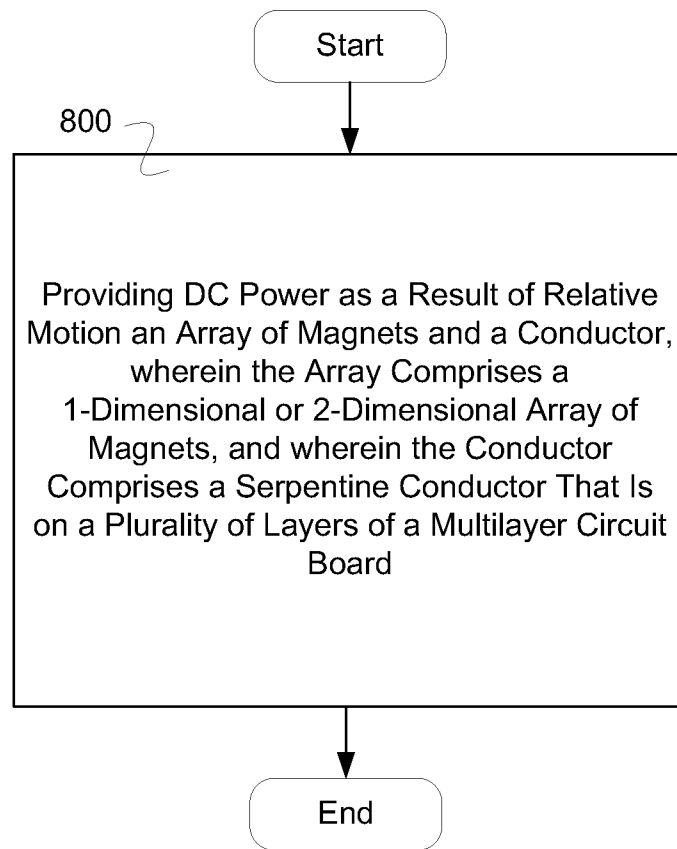 Start
800
Providing DC Power as a Result of Relative
Motion an Array of Magnets and a Conductor,
wherein the Array Comprises a
1-Dimensional or 2-Dimensional Array of
Magnets, and wherein the Conductor
Comprises a Serpentine Conductor That Is
on a Plurality of Layers of a Multilayer Circuit
Board
End